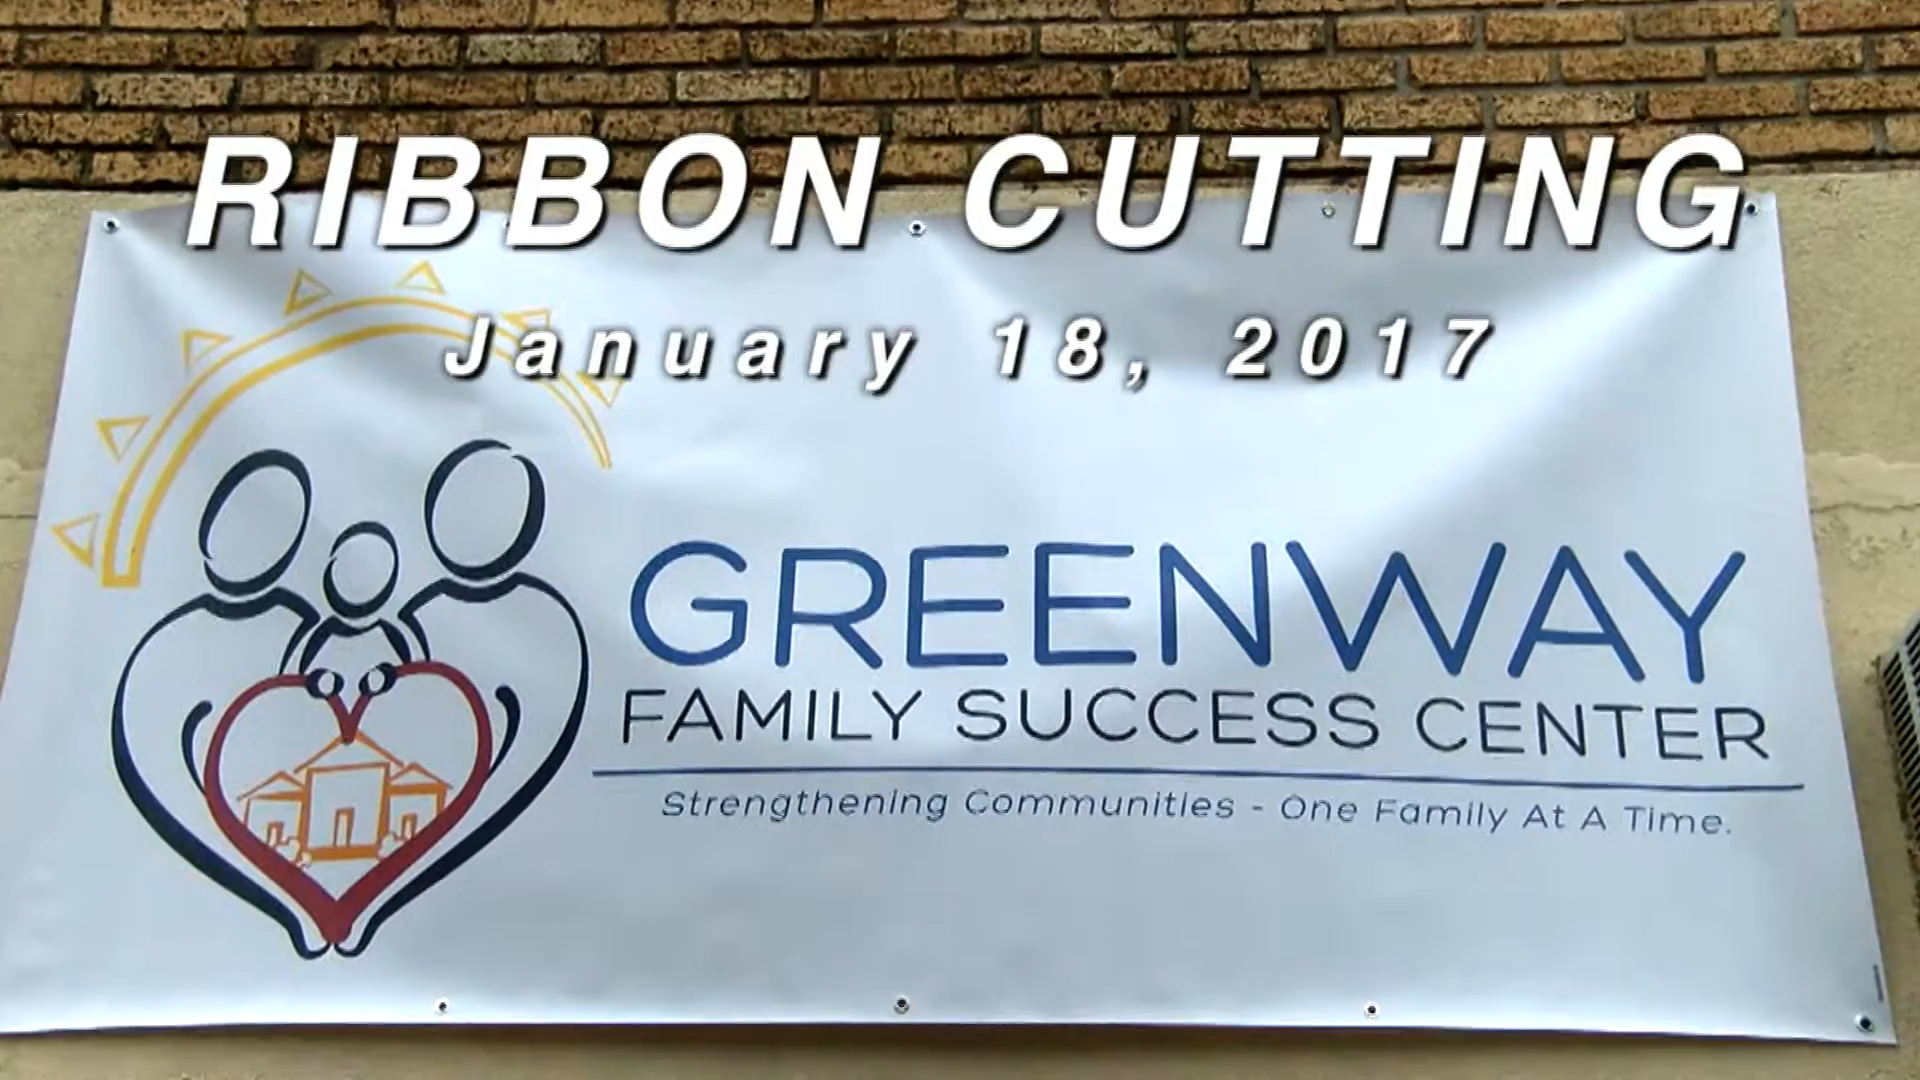 RIBBON CUTTING
January 18, 2017
GREENWAY
FAMILY SUCCESS CENTER
Strengthening Communities - One Family At A Time.